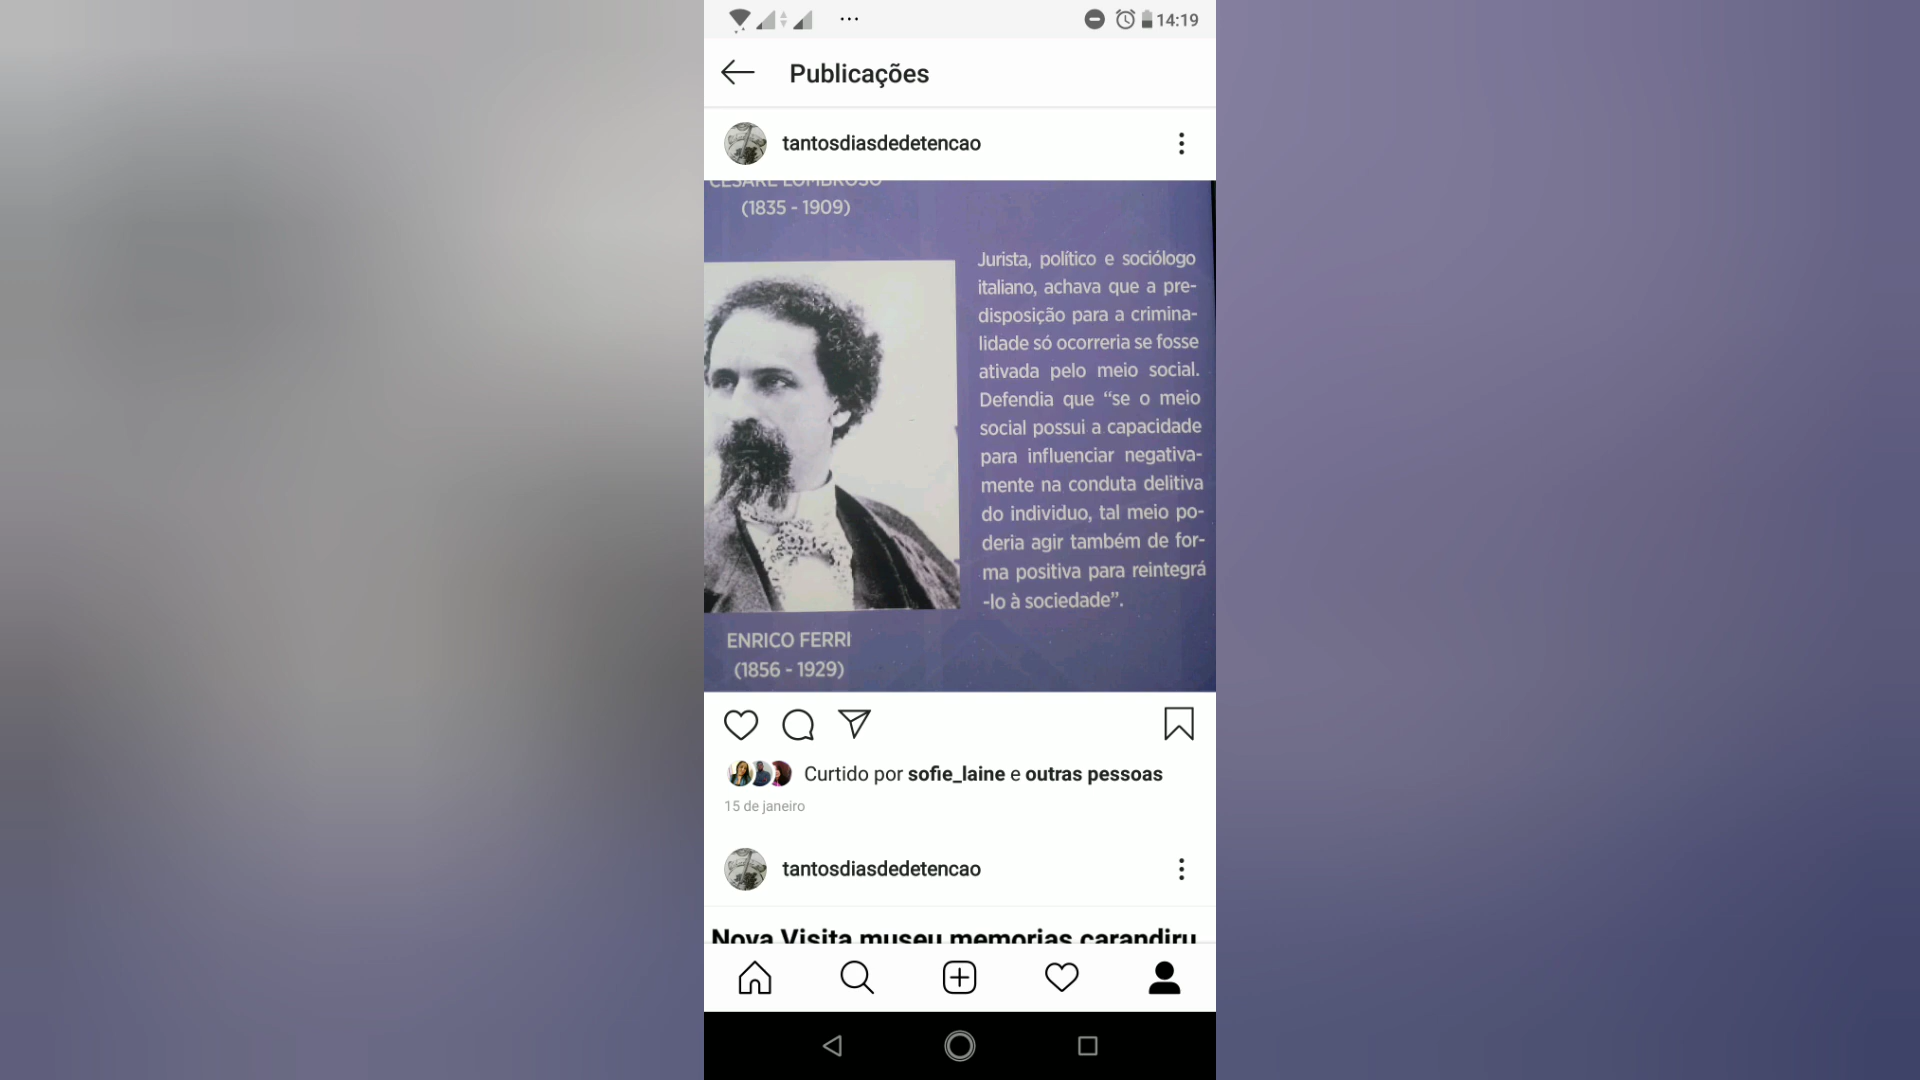 14:19
Publicações
tantosdiasdedetencao
CESARE LOMBROSO
(1835 - 1909)
Jurista, político e sociólogo
italiano, achava que a pre-
disposição para a crimina-
lidade só ocorreria se fosse
ativada pelo meio social.
Defendia que “se o meio
social possui a capacidade
para influenciar negativa-
mente na conduta delitiva
do individuo, tal meio po-
deria agir também de for-
ma positiva para reintegrá
-lo à sociedade”.
ENRICO FERRI
(1856 - 1929)
Curtido por sofie_laine e outras pessoas
15 de janeiro
tantosdiasdedetencao
Nova Visita museu memorias carandiru